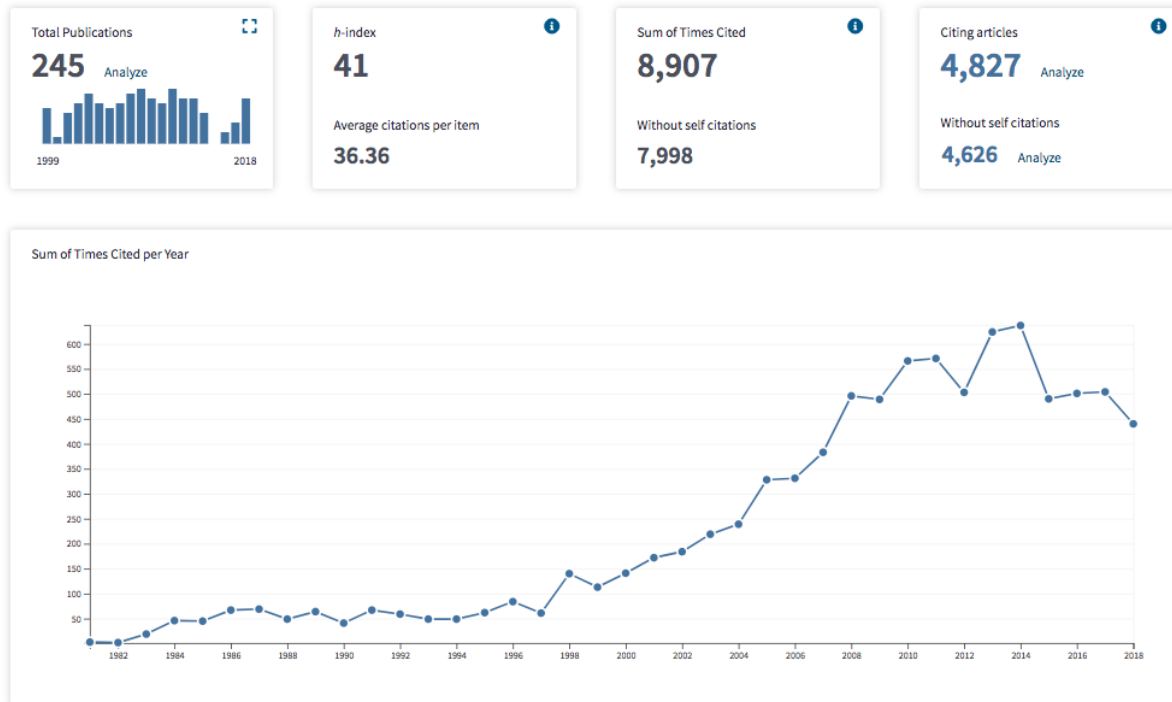 Total Publications
245 Analyze
1999 2018
h-index
41
Average citations per item
36.36
Sum of Times Cited
8,907
Without self citations
7,998
Citing articles
4,827 Analyze
Without self citations
4,626 Analyze
Sum of Times Cited per Year
600
550
500
450
400
350
300
250
200
150
100
50
1982 1984 1986 1988 1990 1992 1994 1996 1998 2000 2002 2004 2006 2008 2010 2012 2014 2016 2018